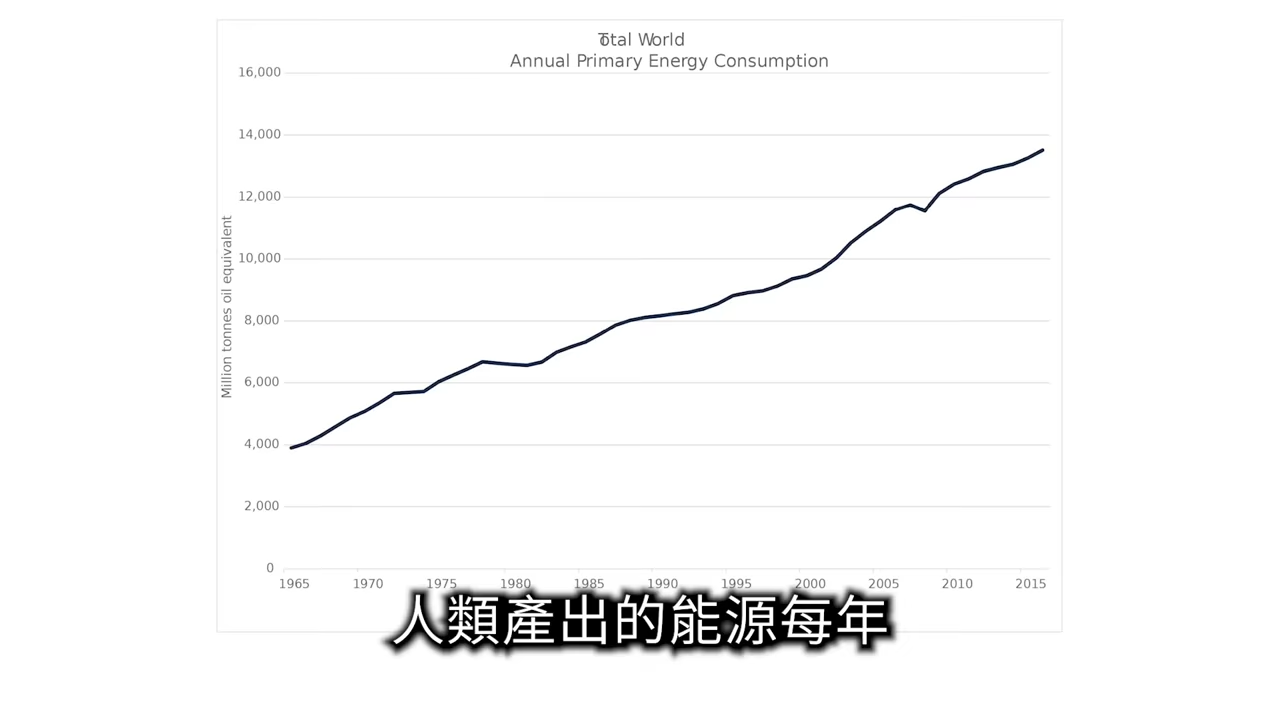 Total World
Annual Primary Energy Consumption
16,000
14,000
12,000
10,000
8,000
6,000
4,000
2,000
0
Million tonnes oil equivalent
1965 1970 1975 1980 1985 1990 1995 2000 2005 2010 2015
人類產出的能源每年